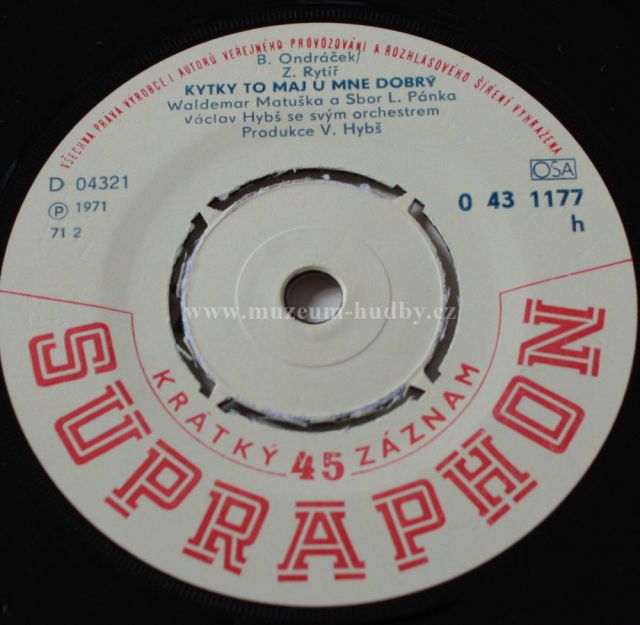 VŠECHNA PRÁVA VÝROBCE I AUTORŮ VEŘEJNÉHO PROVOZOVÁNÍ A ROZHLASOVÉHO ŠÍŘENÍ VYHRAZENA
B. Ondráček/
Z. Rytíř
KYTKY TO MAJ U MNE DOBRÝ
Waldemar Matuška a Sbor L. Pánka
Václav Hybš se svým orchestrem
Produkce V. Hybš
D 04321
OSA
℗ 1971
0 43 1177
71 2
h
www.muzeum-hudby.cz
KRÁTKÝ 45 ZÁZNAM
SUPRAPHON